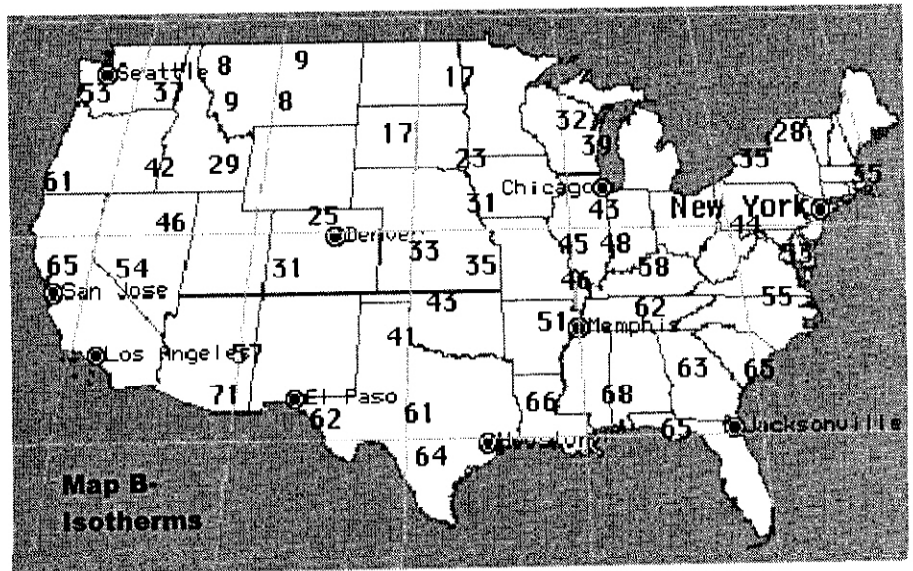 9
8
17
Seattle
53 37
9 8
32 28
17
39
23 35
42 29
35
61 Chicago
31 43 New York
25
46 44
Denver
45 48 53
33
65 54 31 35 58
46
San Jose 43 62 55
51 Memphis
41
Los Angeles 57
63 65
71 El Paso 66 68
62 61
65 Jacksonville
64
Map B-
Isotherms